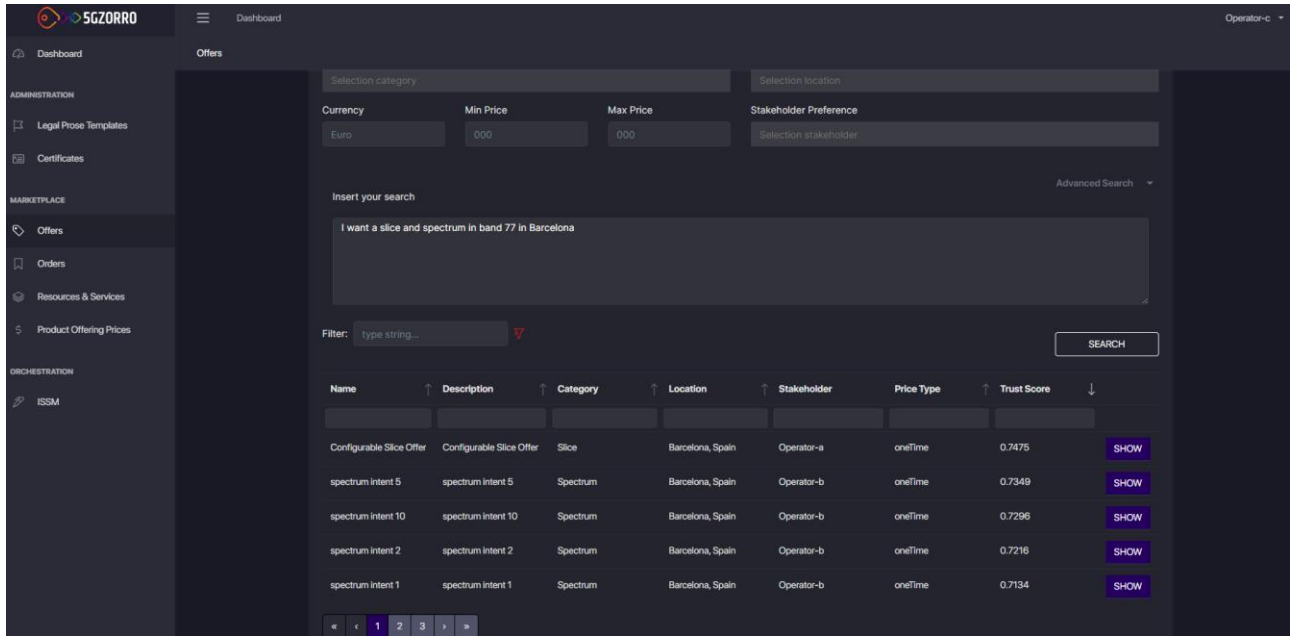 5GZORRO
Dashboard
Operator-c
Dashboard
Offers
ADMINISTRATION
Legal Prose Templates
Certificates
MARKETPLACE
Offers
Orders
Resources & Services
Product Offering Prices
ORCHESTRATION
ISSM
Selection category
Selection location
Currency
Min Price
Max Price
Stakeholder Preference
Euro
000
000
Selection stakeholder
Advanced Search
Insert your search
I want a slice and spectrum in band 77 in Barcelona
Filter:
type string...
SEARCH
Name Description Category Location Stakeholder Price Type Trust Score
Configurable Slice Offer Configurable Slice Offer Slice Barcelona, Spain Operator-a oneTime 0.7475 SHOW
spectrum intent 5 spectrum intent 5 Spectrum Barcelona, Spain Operator-b oneTime 0.7349 SHOW
spectrum intent 10 spectrum intent 10 Spectrum Barcelona, Spain Operator-b oneTime 0.7296 SHOW
spectrum intent 2 spectrum intent 2 Spectrum Barcelona, Spain Operator-b oneTime 0.7216 SHOW
spectrum intent 1 spectrum intent 1 Spectrum Barcelona, Spain Operator-b oneTime 0.7134 SHOW
« ‹ 1 2 3 › »